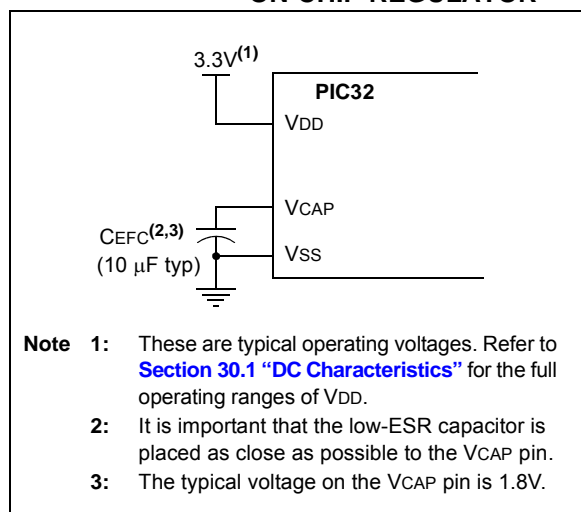 ON-CHIP REGULATOR
3.3V(1)
PIC32
VDD
VCAP
CEFC(2,3)
(10 μF typ)
VSS
Note 1: These are typical operating voltages. Refer to
Section 30.1 “DC Characteristics” for the full
operating ranges of VDD.
2: It is important that the low-ESR capacitor is
placed as close as possible to the VCAP pin.
3: The typical voltage on the VCAP pin is 1.8V.